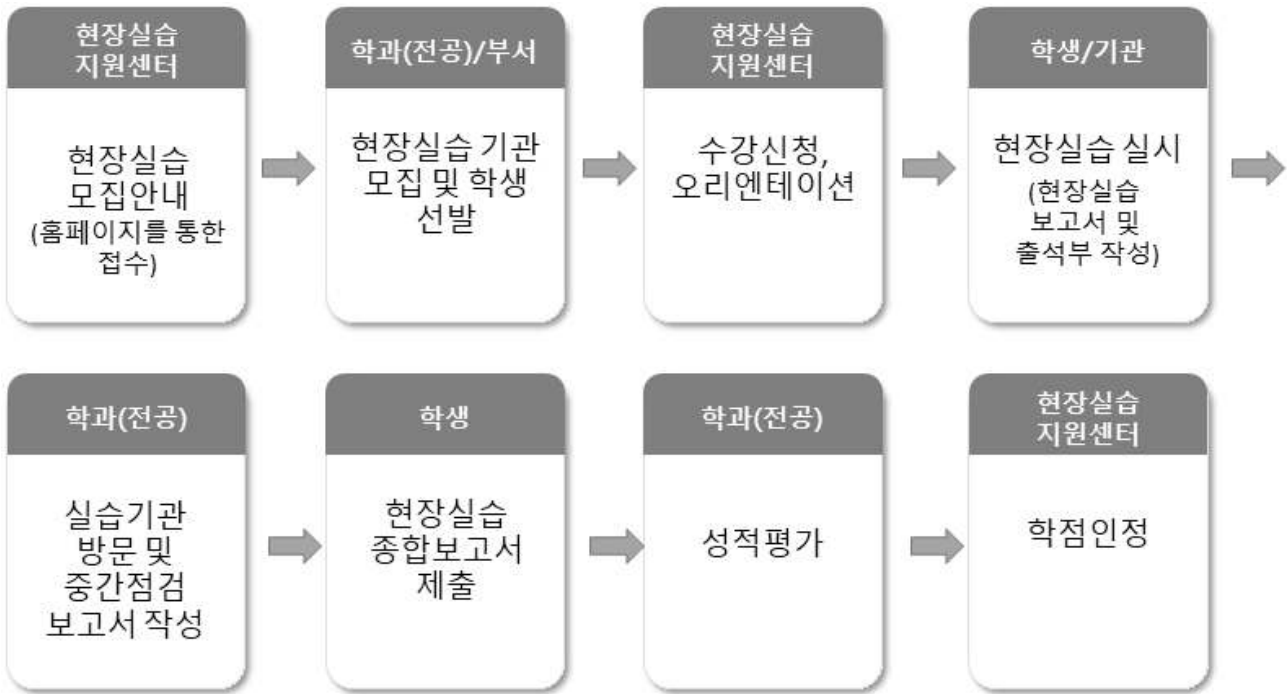 현장실습
지원센터
현장실습
모집안내
(홈페이지를 통한
접수)
학과(전공)/부서
현장실습 기관
모집 및 학생
선발
현장실습
지원센터
수강신청,
오리엔테이션
학생/기관
현장실습 실시
(현장실습
보고서 및
출석부 작성)
학과(전공)
실습기관
방문 및
중간점검
보고서 작성
학생
현장실습
종합보고서
제출
학과(전공)
성적평가
현장실습
지원센터
학점인정